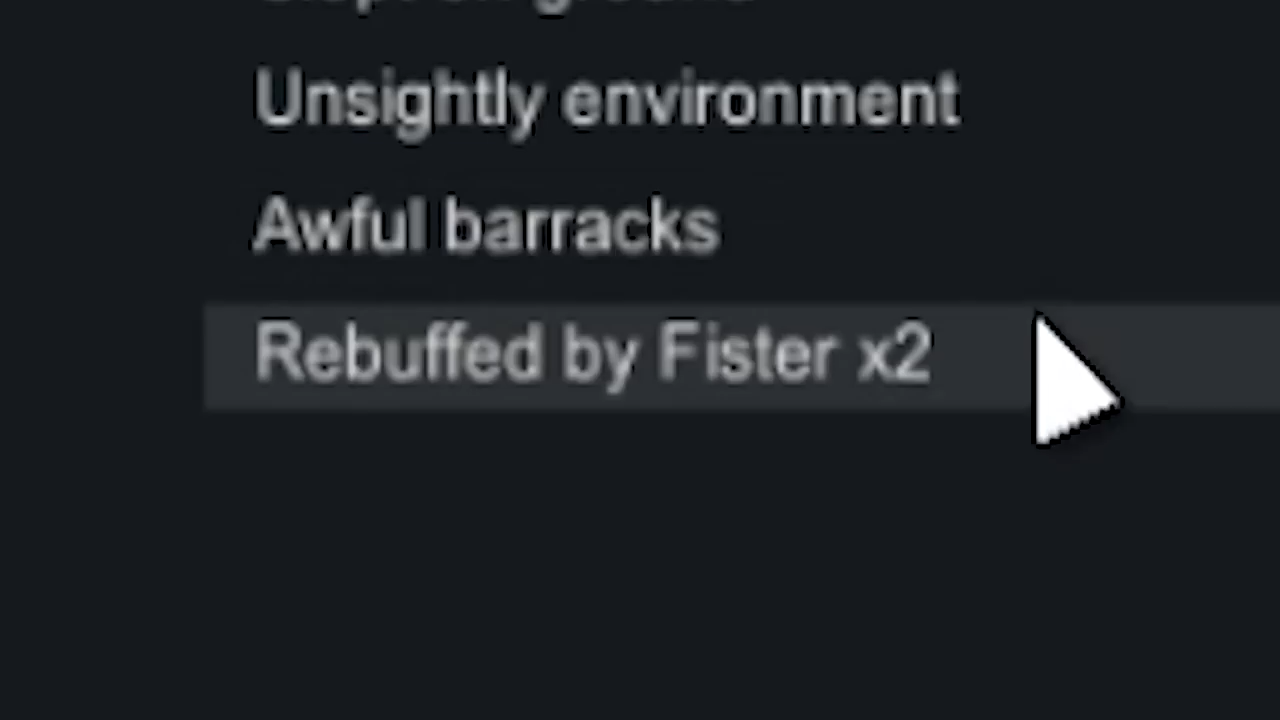 Unsightly environment
Awful barracks
Rebuffed by Fister x2